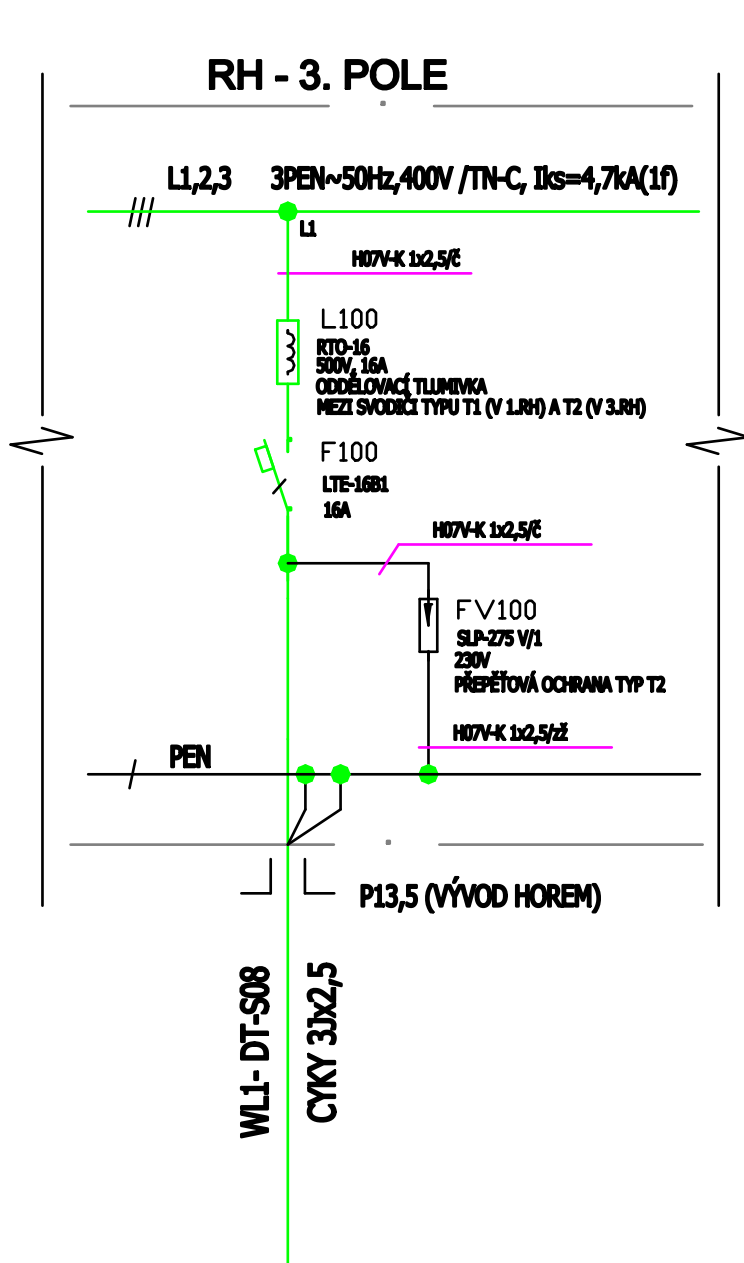 RH - 3. POLE
L1,2,3 3PEN~50Hz,400V /TN-C, Iks=4,7kA(1f)
L1
H07V-K 1x2,5/č
L100
RTO-16
500V, 16A
ODDĚLOVACÍ TLUMIVKA
MEZI SVODIČI TYPU T1 (V 1.RH) A T2 (V 3.RH)
F100
LTE-16B1
16A
H07V-K 1x2,5/č
FV100
SLP-275 V/1
230V
PŘEPĚŤOVÁ OCHRANA TYP T2
H07V-K 1x2,5/zž
PEN
P13,5 (VÝVOD HOREM)
WL1- DT-S08
CYKY 3Jx2,5